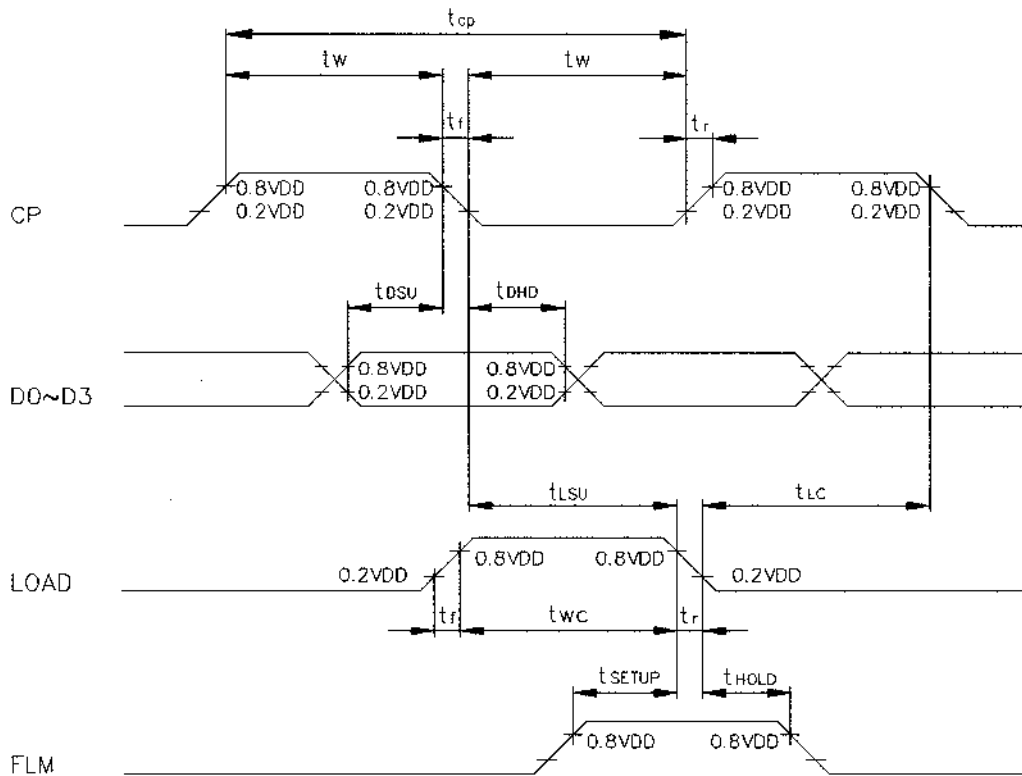 tcp
tw tw
tf tr
0.8VDD 0.8VDD 0.8VDD 0.8VDD
CP 0.2VDD 0.2VDD 0.2VDD 0.2VDD
tDSU tDHD
0.8VDD 0.8VDD
D0~D3 0.2VDD 0.2VDD
tLSU tLC
0.8VDD 0.8VDD
LOAD 0.2VDD 0.2VDD
tf twc tr
tSETUP tHOLD
0.8VDD 0.8VDD
FLM